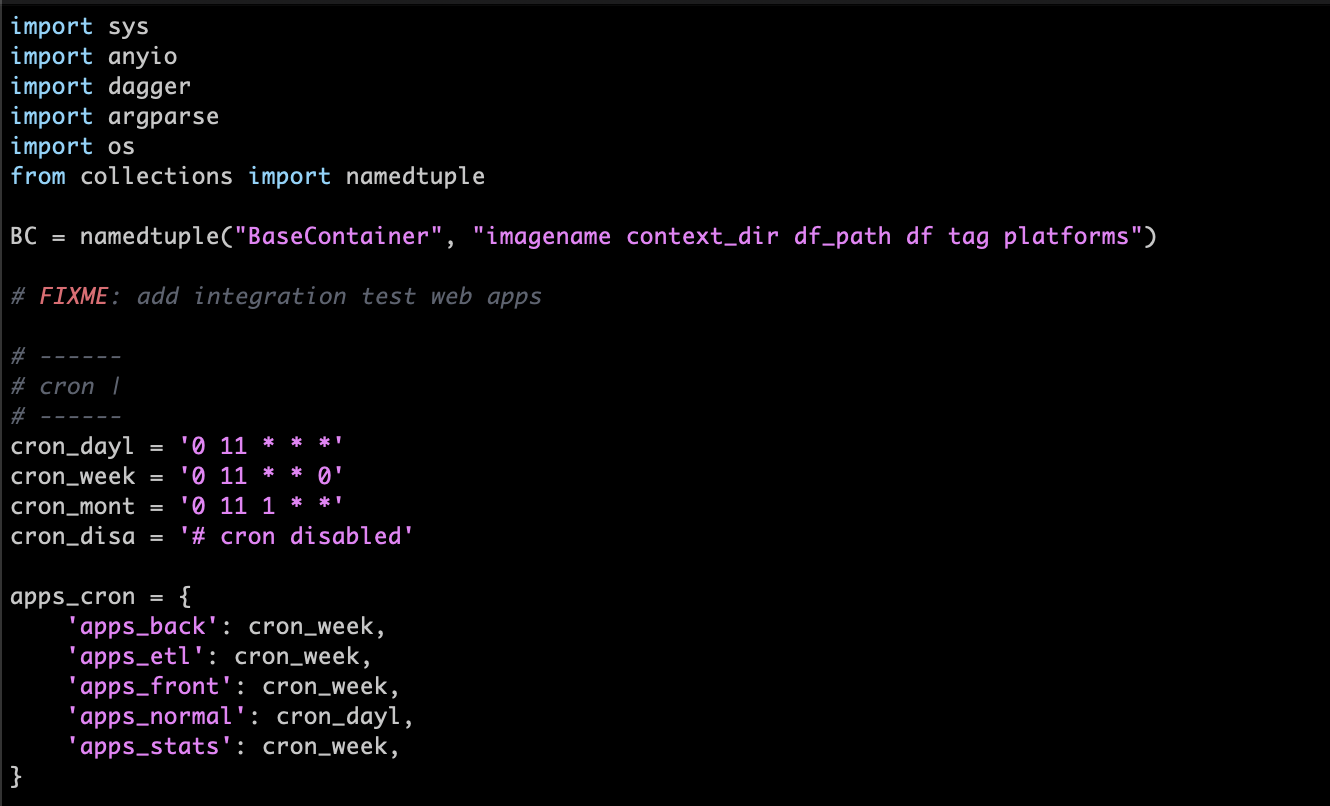 import sys
import anyio
import dagger
import argparse
import os
from collections import namedtuple

BC = namedtuple("BaseContainer", "imagename context_dir df_path df tag platforms")

# FIXME: add integration test web apps

# ------
# cron |
# ------
cron_dayl = '0 11 * * *'
cron_week = '0 11 * * 0'
cron_mont = '0 11 1 * *'
cron_disa = '# cron disabled'

apps_cron = {
    'apps_back': cron_week,
    'apps_etl': cron_week,
    'apps_front': cron_week,
    'apps_normal': cron_dayl,
    'apps_stats': cron_week,
}